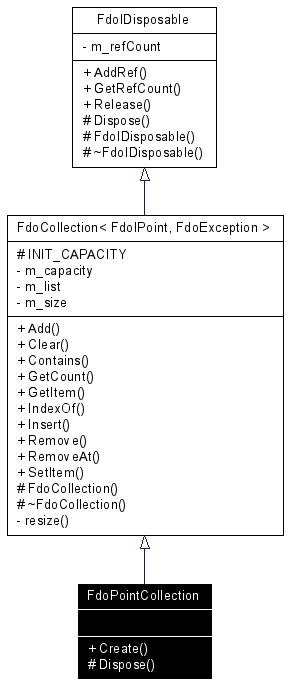 FdoIDisposable
- m_refCount
+ AddRef()
+ GetRefCount()
+ Release()
# Dispose()
# FdoIDisposable()
# ~FdoIDisposable()
FdoCollection< FdoIPoint, FdoException >
# INIT_CAPACITY
- m_capacity
- m_list
- m_size
+ Add()
+ Clear()
+ Contains()
+ GetCount()
+ GetItem()
+ IndexOf()
+ Insert()
+ Remove()
+ RemoveAt()
+ SetItem()
# FdoCollection()
# ~FdoCollection()
- resize()
FdoPointCollection
+ Create()
# Dispose()